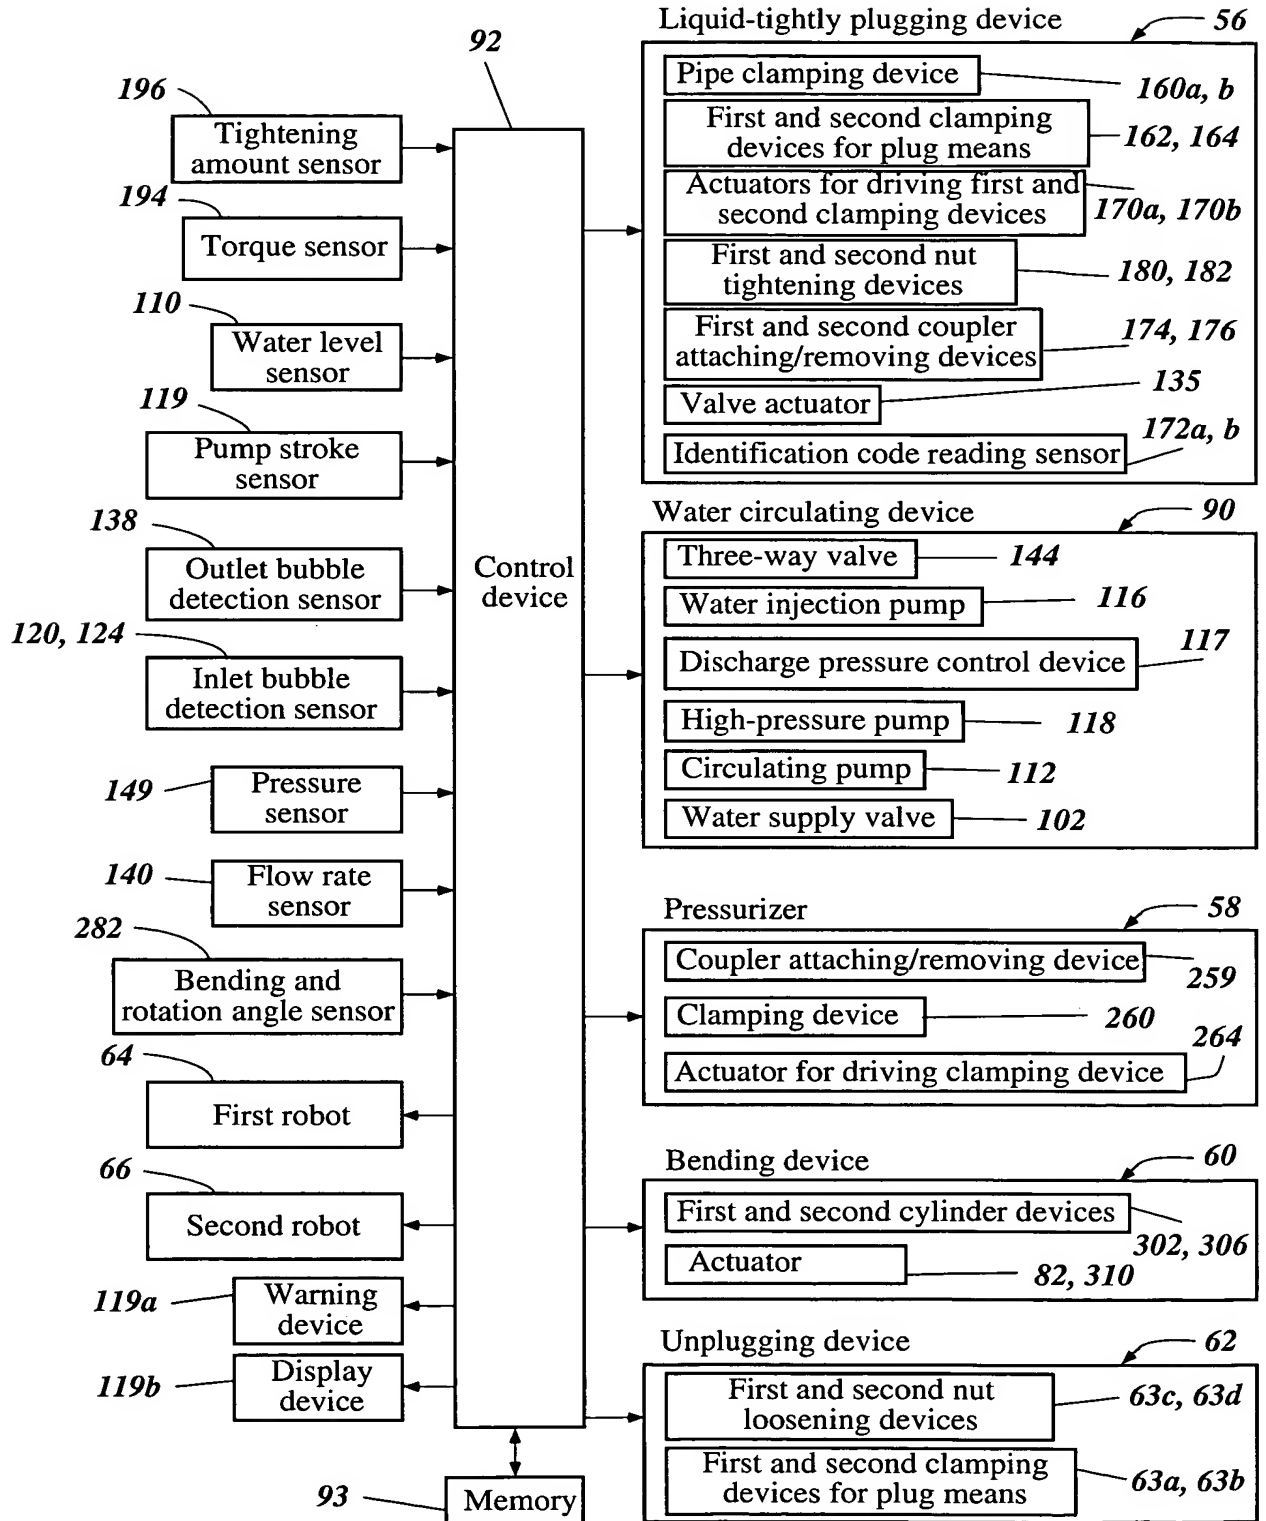 92
196
Tightening
amount sensor
194
Torque sensor
110
Water level
sensor
119
Pump stroke
sensor
138
Outlet bubble
detection sensor
120, 124
Inlet bubble
detection sensor
149
Pressure
sensor
140
Flow rate
sensor
282
Bending and
rotation angle sensor
64
First robot
66
Second robot
119a
Warning
device
119b
Display
device
Control
device
93
Memory
Liquid-tightly plugging device
56
Pipe clamping device
160a, b
First and second clamping
devices for plug means
162, 164
Actuators for driving first and
second clamping devices
170a, 170b
First and second nut
tightening devices
180, 182
First and second coupler
attaching/removing devices
174, 176
Valve actuator
135
Identification code reading sensor
172a, b
Water circulating device
90
Three-way valve
144
Water injection pump
116
Discharge pressure control device
117
High-pressure pump
118
Circulating pump
112
Water supply valve
102
Pressurizer
58
Coupler attaching/removing device
259
Clamping device
260
Actuator for driving clamping device
264
Bending device
60
First and second cylinder devices
302, 306
Actuator
82, 310
Unplugging device
62
First and second nut
loosening devices
63c, 63d
First and second clamping
devices for plug means
63a, 63b